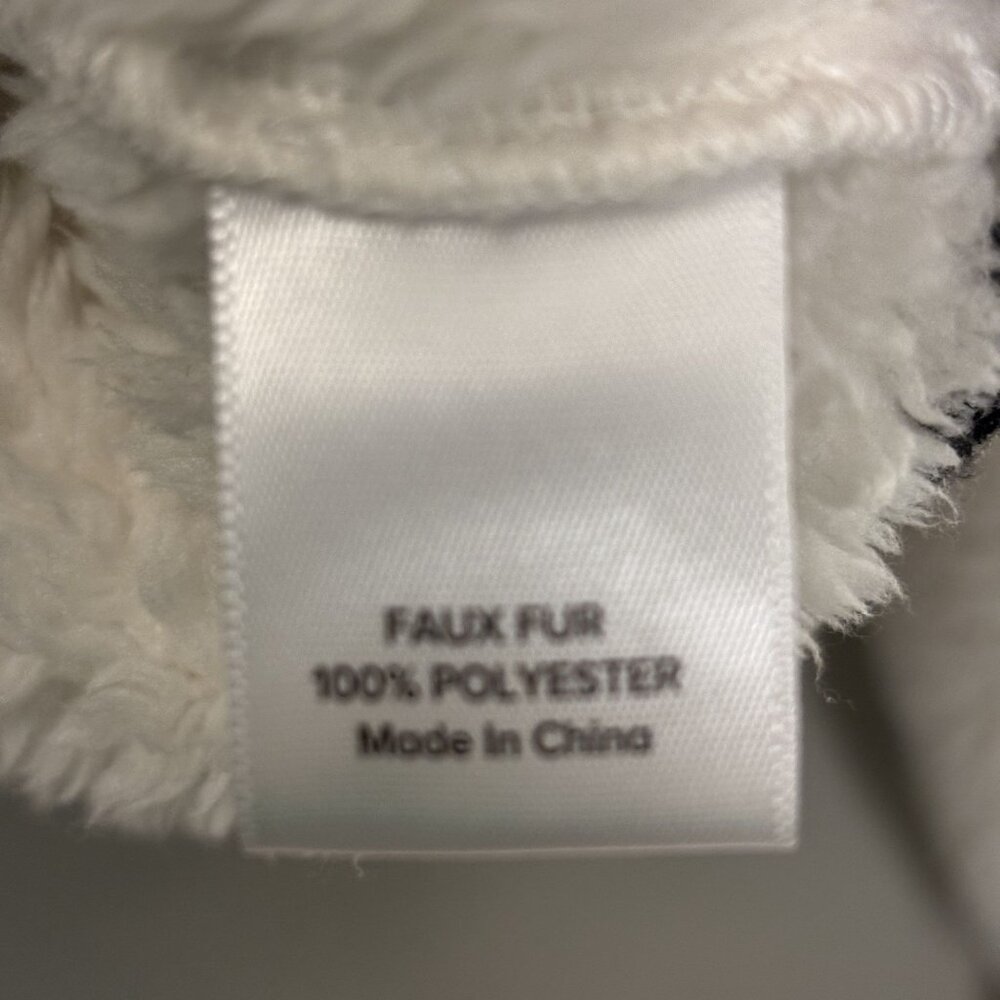 FAUX FUR
100% POLYESTER
Made In China